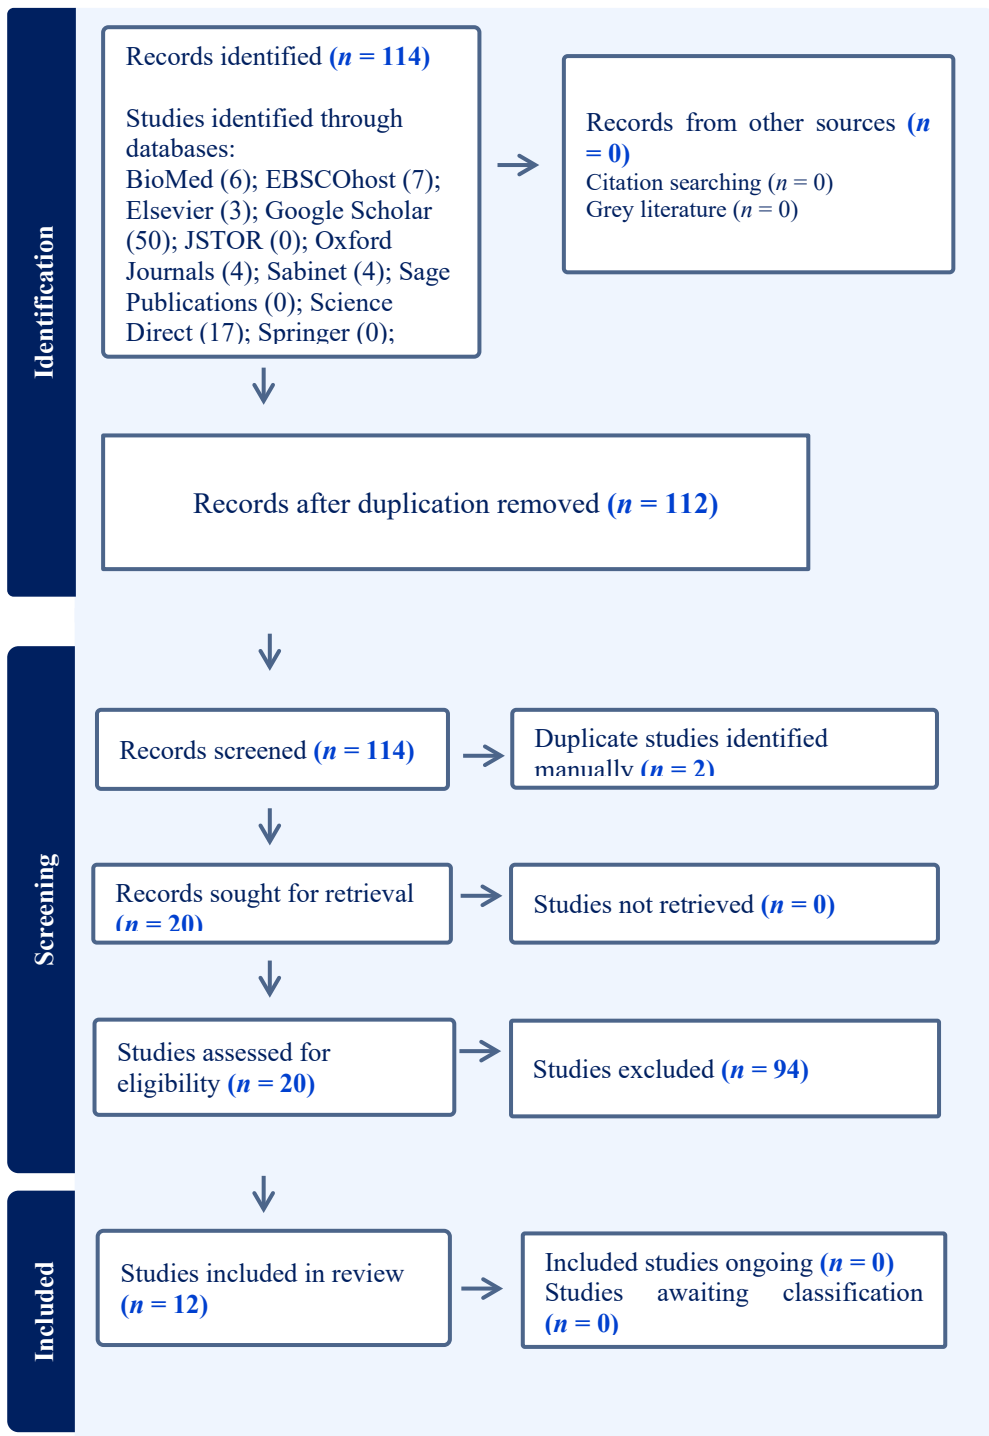 Identification
Records identified (n = 114)
Studies identified through
databases:
BioMed (6); EBSCOhost (7);
Elsevier (3); Google Scholar
(50); JSTOR (0); Oxford
Journals (4); Sabinet (4); Sage
Publications (0); Science
Direct (17); Springer (0);
Records from other sources (n
= 0)
Citation searching (n = 0)
Grey literature (n = 0)
Records after duplication removed (n = 112)
Screening
Records screened (n = 114)
Duplicate studies identified
manually (n = 2)
Records sought for retrieval
(n = 20)
Studies not retrieved (n = 0)
Studies assessed for
eligibility (n = 20)
Studies excluded (n = 94)
Included
Studies included in review
(n = 12)
Included studies ongoing (n = 0)
Studies awaiting classification
(n = 0)